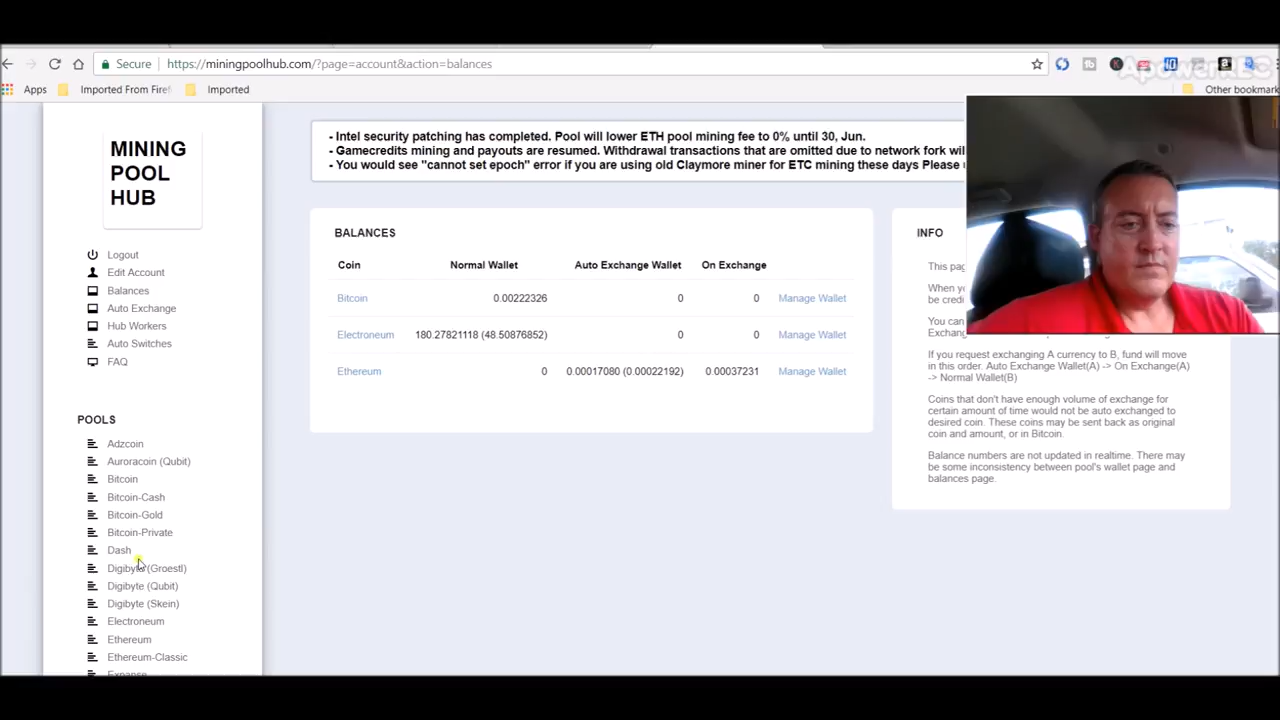 ApowerREC
Secure
https://miningpoolhub.com/?page=account&action=balances
Apps
Imported From Firef
Imported
Other bookmark
MINING
POOL
HUB
Logout
Edit Account
Balances
Auto Exchange
Hub Workers
Auto Switches
FAQ
POOLS
Adzcoin
Auroracoin (Qubit)
Bitcoin
Bitcoin-Cash
Bitcoin-Gold
Bitcoin-Private
Dash
Digibyte (Groestl)
Digibyte (Qubit)
Digibyte (Skein)
Electroneum
Ethereum
Ethereum-Classic
Expanse
- Intel security patching has completed. Pool will lower ETH pool mining fee to 0% until 30, Jun.
- Gamecredits mining and payouts are resumed. Withdrawal transactions that are omitted due to network fork wil
- You would see "cannot set epoch" error if you are using old Claymore miner for ETC mining these days Please
BALANCES
Coin Normal Wallet Auto Exchange Wallet On Exchange
Bitcoin 0.00222326 0 0 Manage Wallet
Electroneum 180.27821118 (48.50876852) 0 0 Manage Wallet
Ethereum 0 0.00017080 (0.00022192) 0.00037231 Manage Wallet
INFO
This pag
When yo
be credi
You can
Exchang
If you request exchanging A currency to B, fund will move
in this order. Auto Exchange Wallet(A) -> On Exchange(A)
-> Normal Wallet(B)
Coins that don't have enough volume of exchange for
certain amount of time would not be auto exchanged to
desired coin. These coins may be sent back as original
coin and amount, or in Bitcoin.
Balance numbers are not updated in realtime. There may
be some inconsistency between pool's wallet page and
balances page.